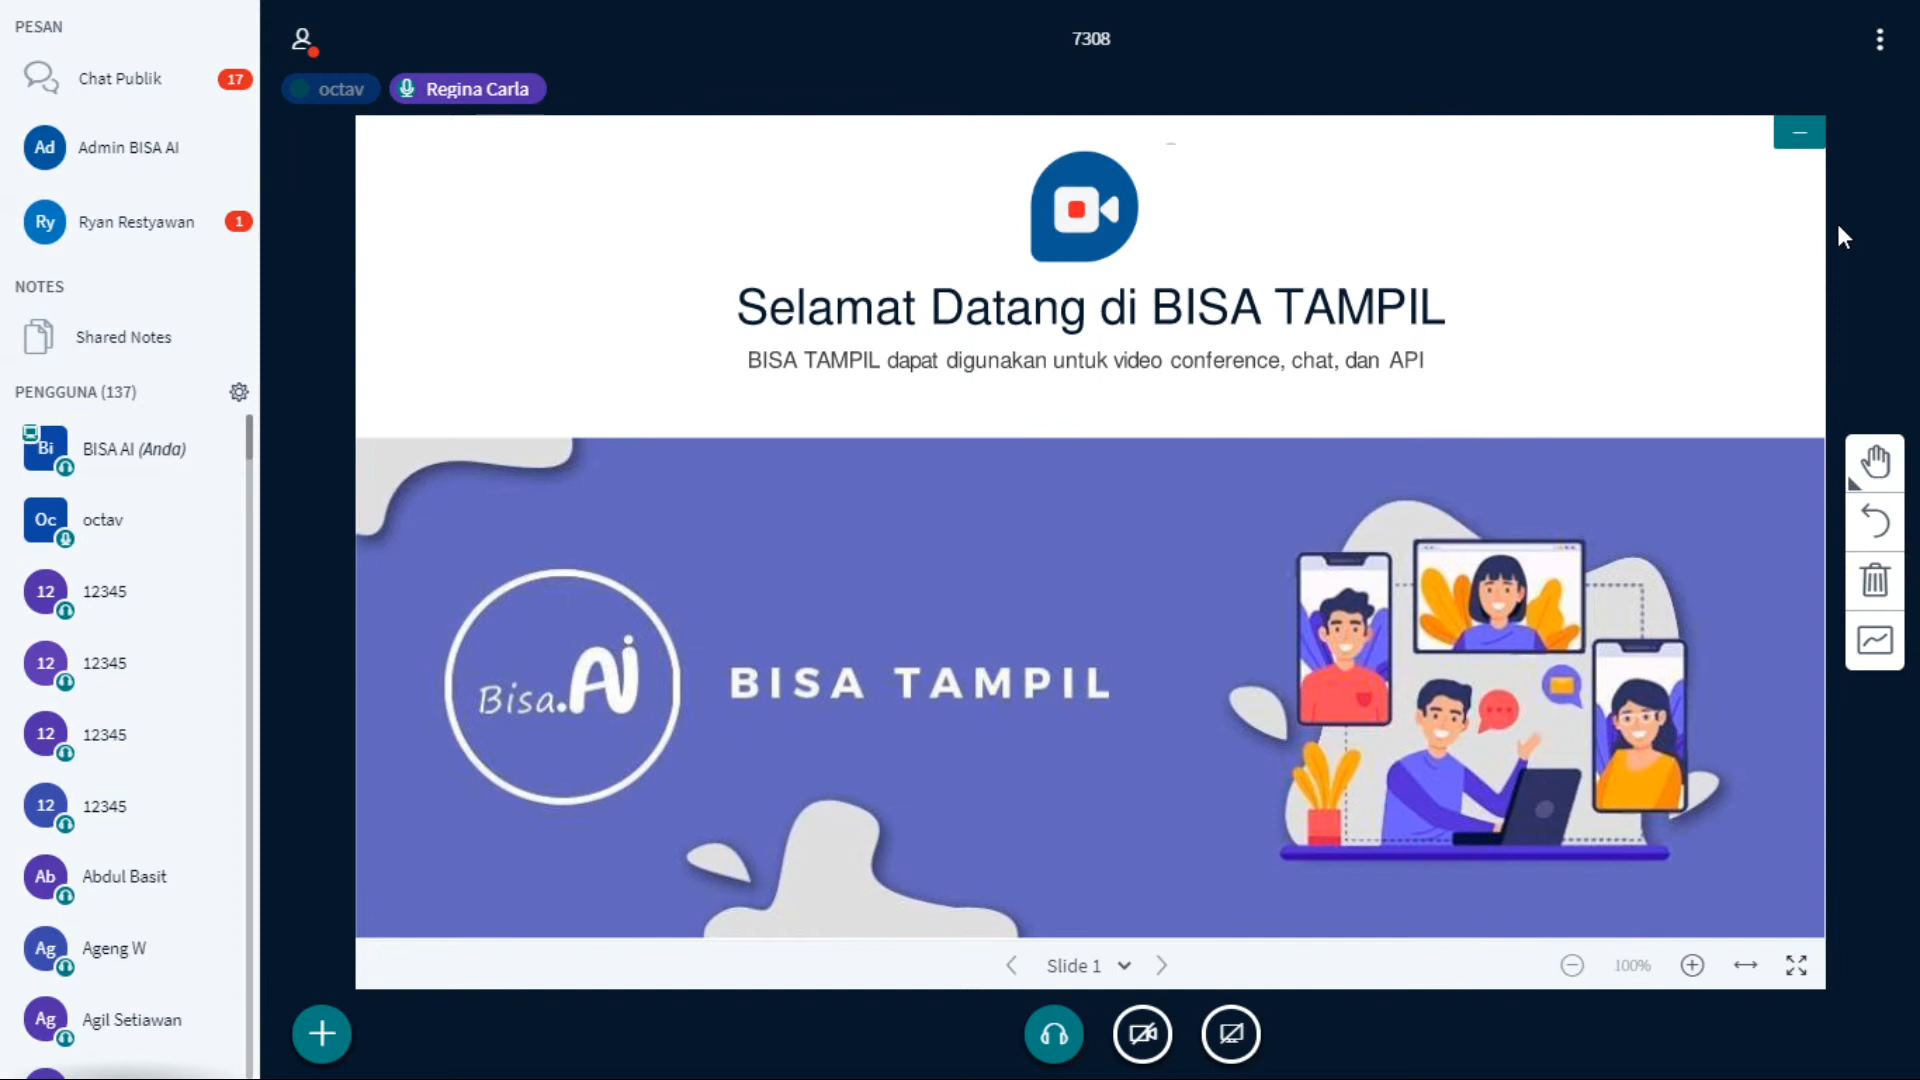 PESAN
Chat Publik
17
Ad
Admin BISA AI
Ry
Ryan Restyawan
1
NOTES
Shared Notes
PENGGUNA (137)
Bi
BISA AI (Anda)
Oc
octav
12
12345
12
12345
12
12345
12
12345
Ab
Abdul Basit
Ag
Ageng W
Ag
Agil Setiawan
7308
octav
Regina Carla
Selamat Datang di BISA TAMPIL
BISA TAMPIL dapat digunakan untuk video conference, chat, dan API
Bisa.Ai
BISA TAMPIL
Slide 1
100%